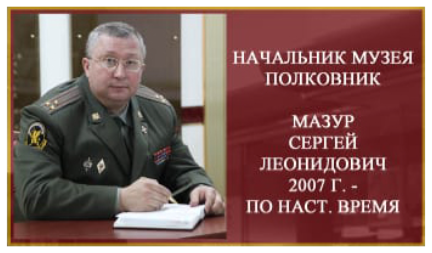 НАЧАЛЬНИК МУЗЕЯ
ПОЛКОВНИК
МАЗУР
СЕРГЕЙ
ЛЕОНИДОВИЧ
2007 Г. -
ПО НАСТ. ВРЕМЯ